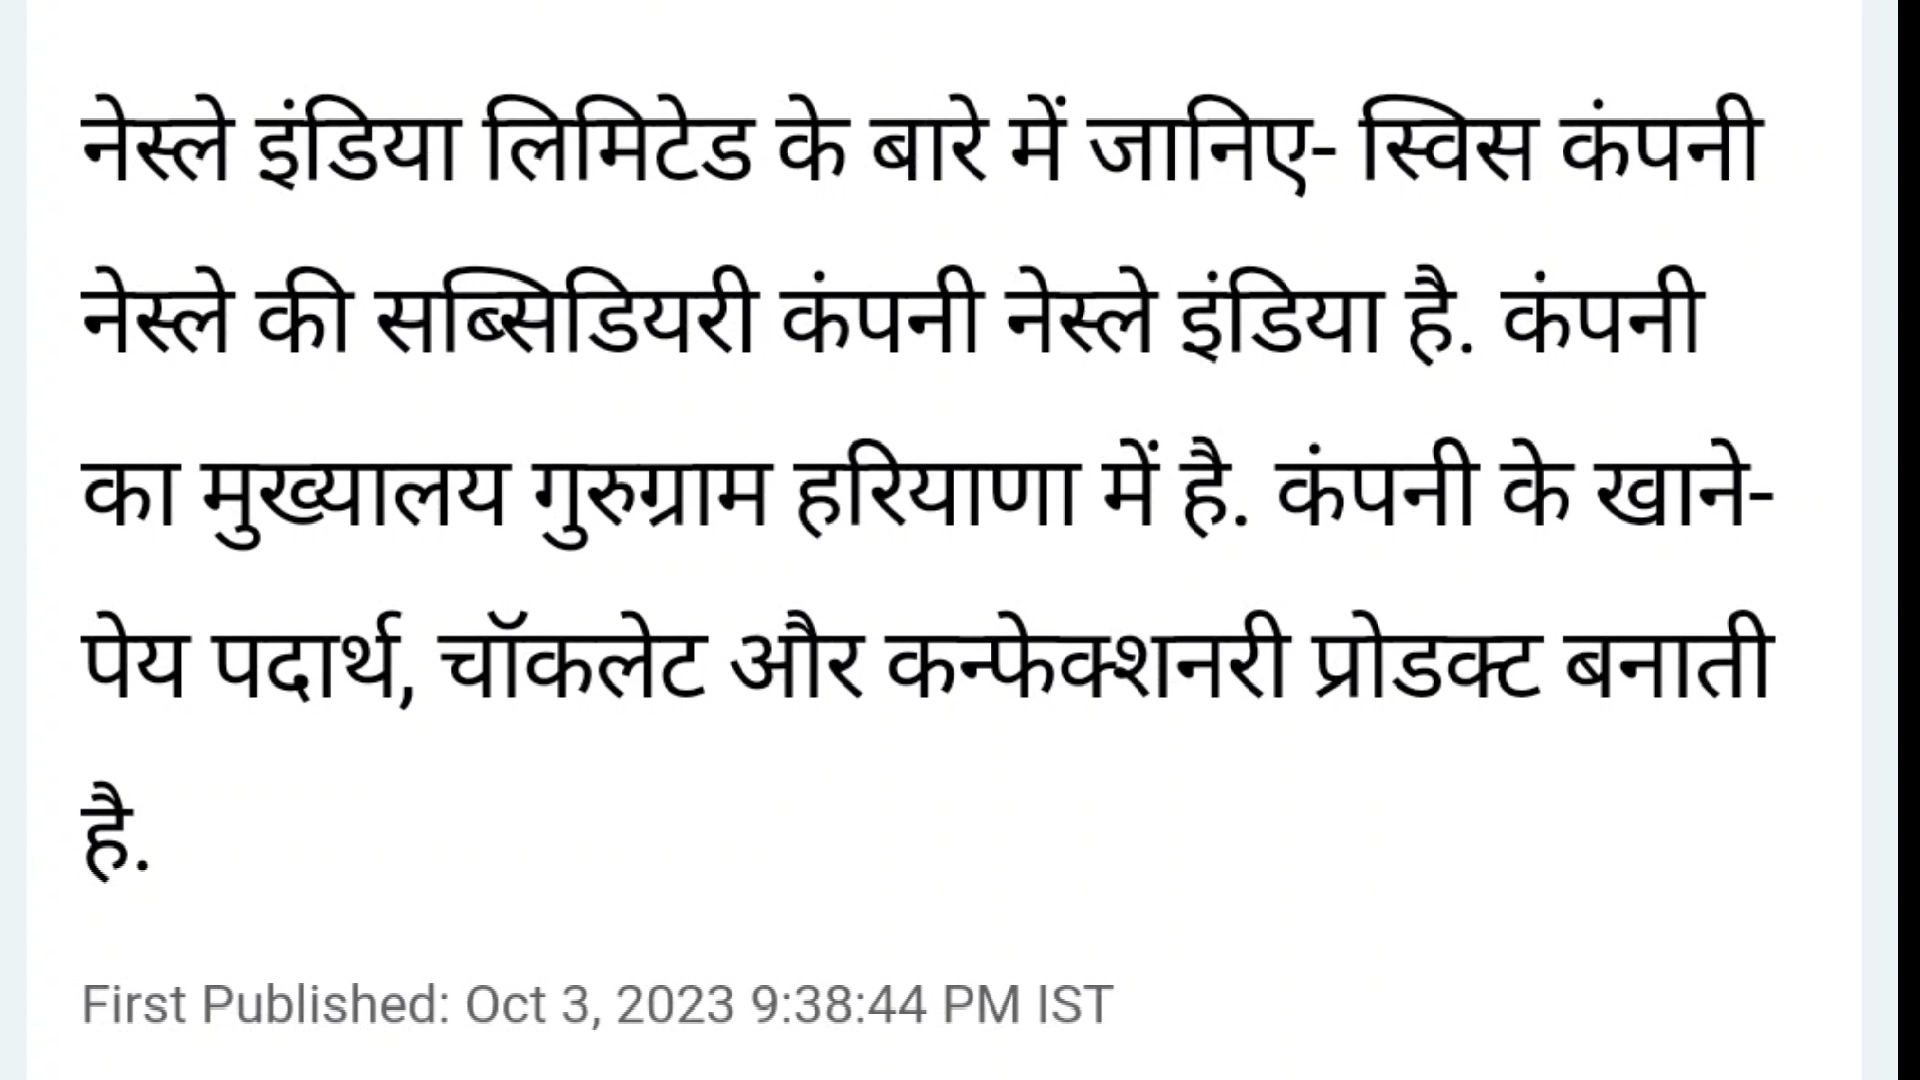 नेस्ले इंडिया लिमिटेड के बारे में जानिए- स्विस कंपनी
नेस्ले की सब्सिडियरी कंपनी नेस्ले इंडिया है. कंपनी
का मुख्यालय गुरुग्राम हरियाणा में है. कंपनी के खाने-
पेय पदार्थ, चॉकलेट और कन्फेक्शनरी प्रोडक्ट बनाती
है.
First Published: Oct 3, 2023 9:38:44 PM IST